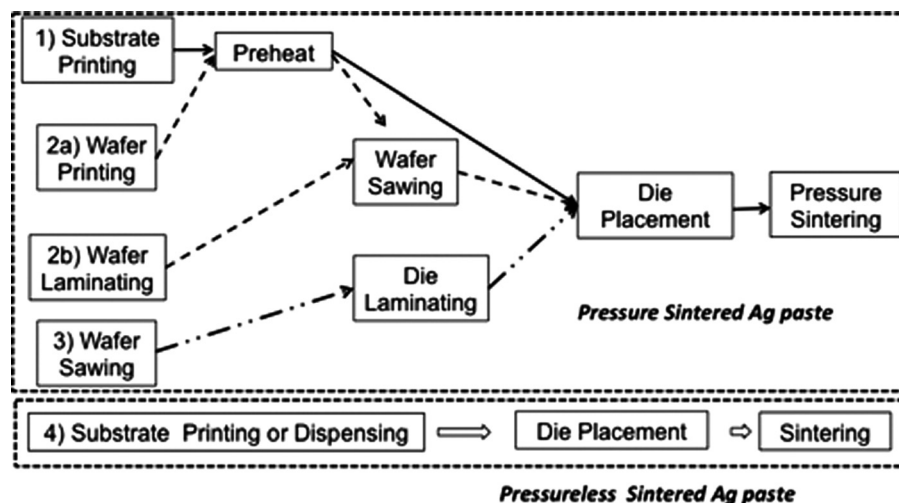 1) Substrate
Printing
Preheat
2a) Wafer
Printing
Wafer
Sawing
Die
Placement
Pressure
Sintering
2b) Wafer
Laminating
Die
Laminating
Pressure Sintered Ag paste
3) Wafer
Sawing
4) Substrate Printing or Dispensing
Die Placement
Sintering
Pressureless Sintered Ag paste